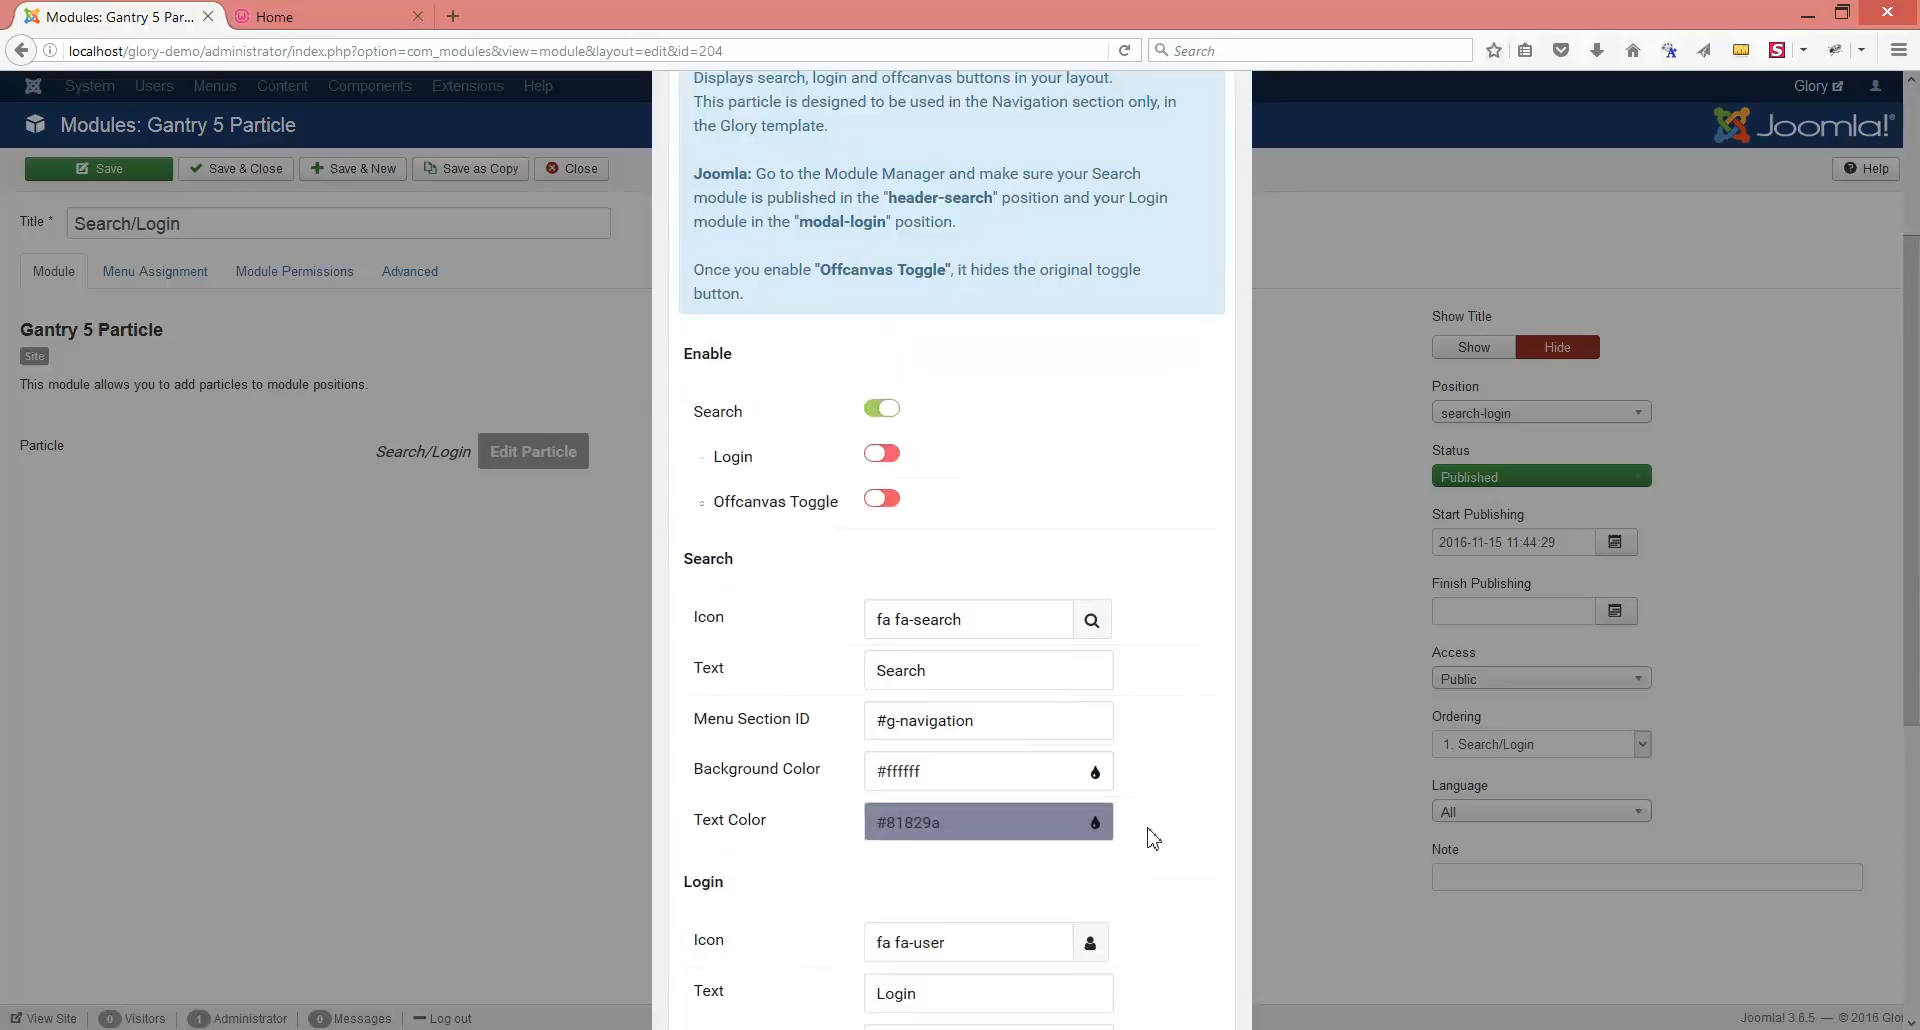 Modules: Gantry 5 Par...
Home
localhost/glory-demo/administrator/index.php?option=com_modules&view=module&layout=edit&id=204
Search
System Users Menus Content Components Extensions Help
Glory
Modules: Gantry 5 Particle
Joomla!
Save
Save & Close
Save & New
Save as Copy
Close
Help
Title *
Search/Login
Module
Menu Assignment
Module Permissions
Advanced
Gantry 5 Particle
Site
This module allows you to add particles to module positions.
Particle
Search/Login
Edit Particle
Displays search, login and offcanvas buttons in your layout.
This particle is designed to be used in the Navigation section only, in
the Glory template.
Joomla: Go to the Module Manager and make sure your Search
module is published in the "header-search" position and your Login
module in the "modal-login" position.
Once you enable "Offcanvas Toggle", it hides the original toggle
button.
Enable
Search
Login
Offcanvas Toggle
Search
Icon
fa fa-search
Text
Search
Menu Section ID
#g-navigation
Background Color
#ffffff
Text Color
#81829a
Login
Icon
fa fa-user
Text
Login
Show Title
Show
Hide
Position
search-login
Status
Published
Start Publishing
2016-11-15 11:44:29
Finish Publishing
Access
Public
Ordering
1. Search/Login
Language
All
Note
View Site
0 Visitors
1 Administrator
0 Messages
Log out
Joomla! 3.6.5 — © 2016 Glor